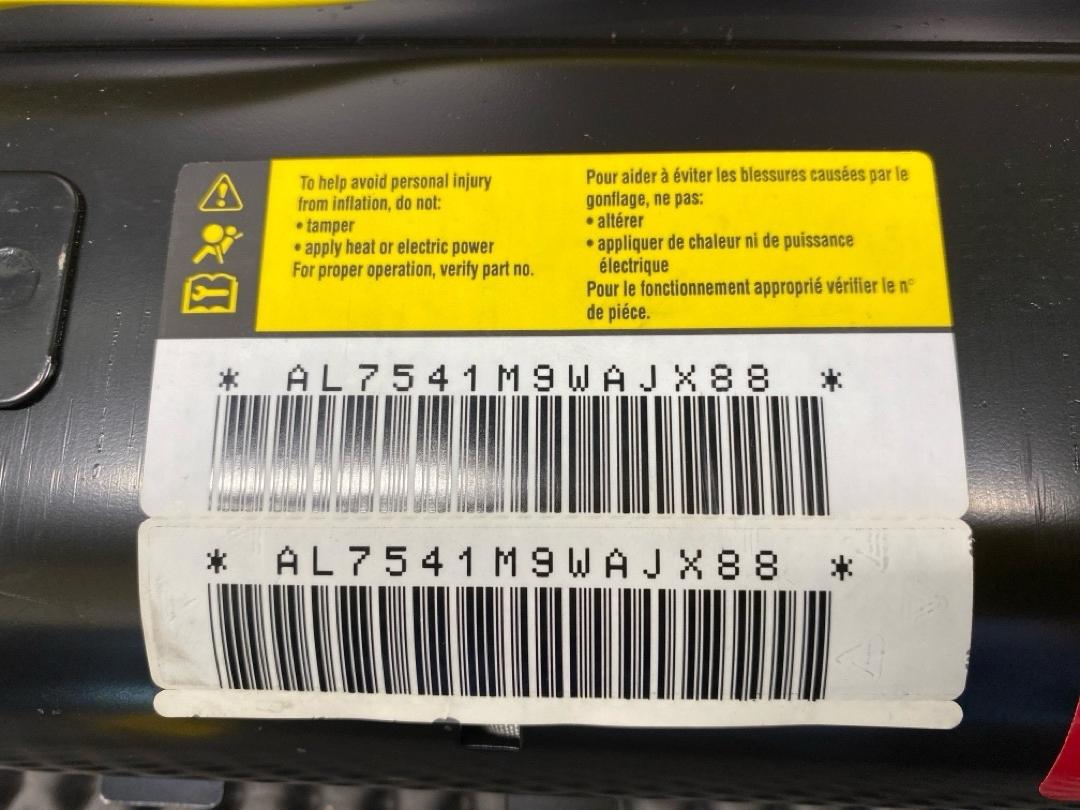 To help avoid personal injury
from inflation, do not:
• tamper
• apply heat or electric power
For proper operation, verify part no.
Pour aider à éviter les blessures causées par le
gonflage, ne pas:
• altérer
• appliquer de chaleur ni de puissance
électrique
Pour le fonctionnement approprié vérifier le n°
de piéce.
* AL7541M9WAJX88 *
* AL7541M9WAJX88 *